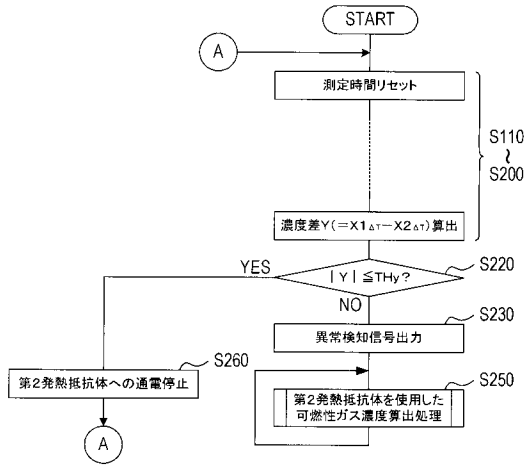 START
A
測定時間リセット
S110
～
S200
濃度差Y(=X1ΔT−X2ΔT)算出
YES
S220
|Y|≦THy?
NO
S230
異常検知信号出力
S260
第2発熱抵抗体への通電停止
S250
第2発熱抵抗体を使用した
可燃性ガス濃度算出処理
A